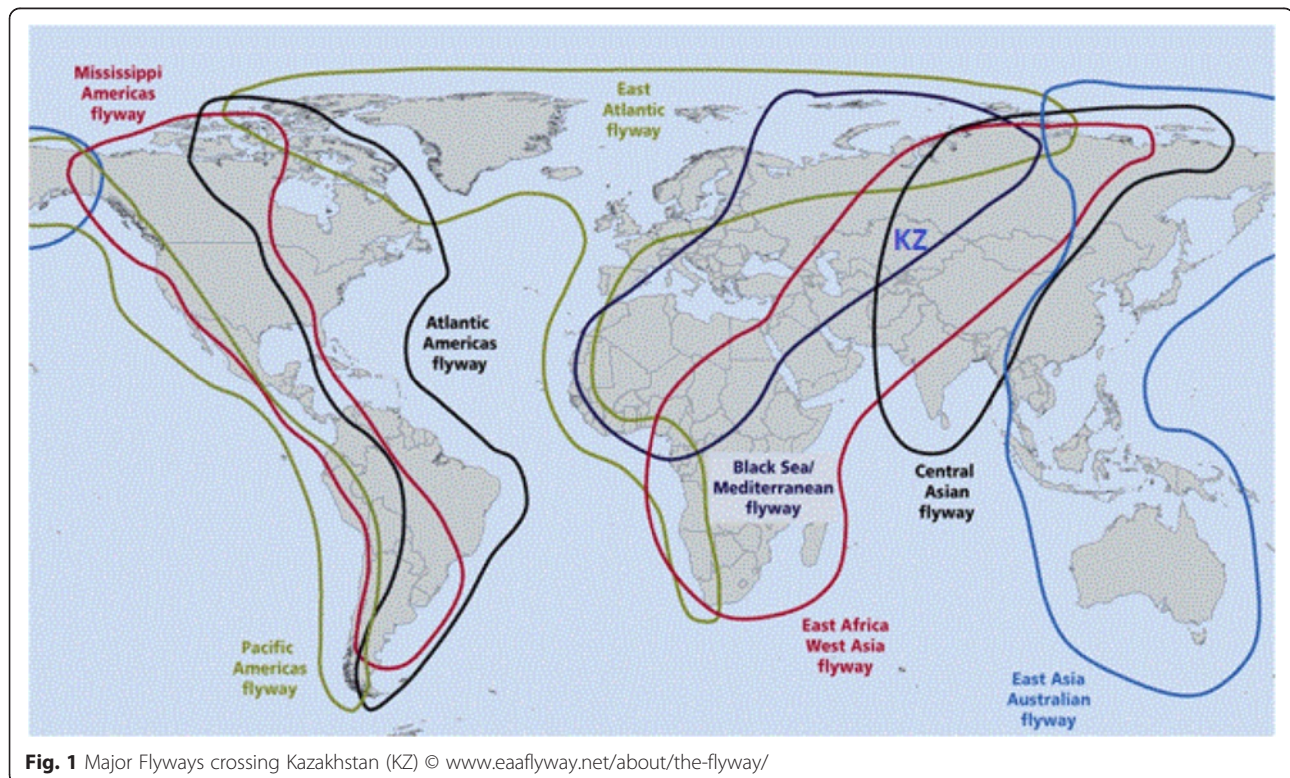 Mississippi
Americas
flyway
East
Atlantic
flyway
KZ
Atlantic
Americas
flyway
Black Sea/
Mediterranean
flyway
Central
Asian
flyway
East Africa
West Asia
flyway
Pacific
Americas
flyway
East Asia
Australian
flyway
Fig. 1 Major Flyways crossing Kazakhstan (KZ) © www.eaaflyway.net/about/the-flyway/